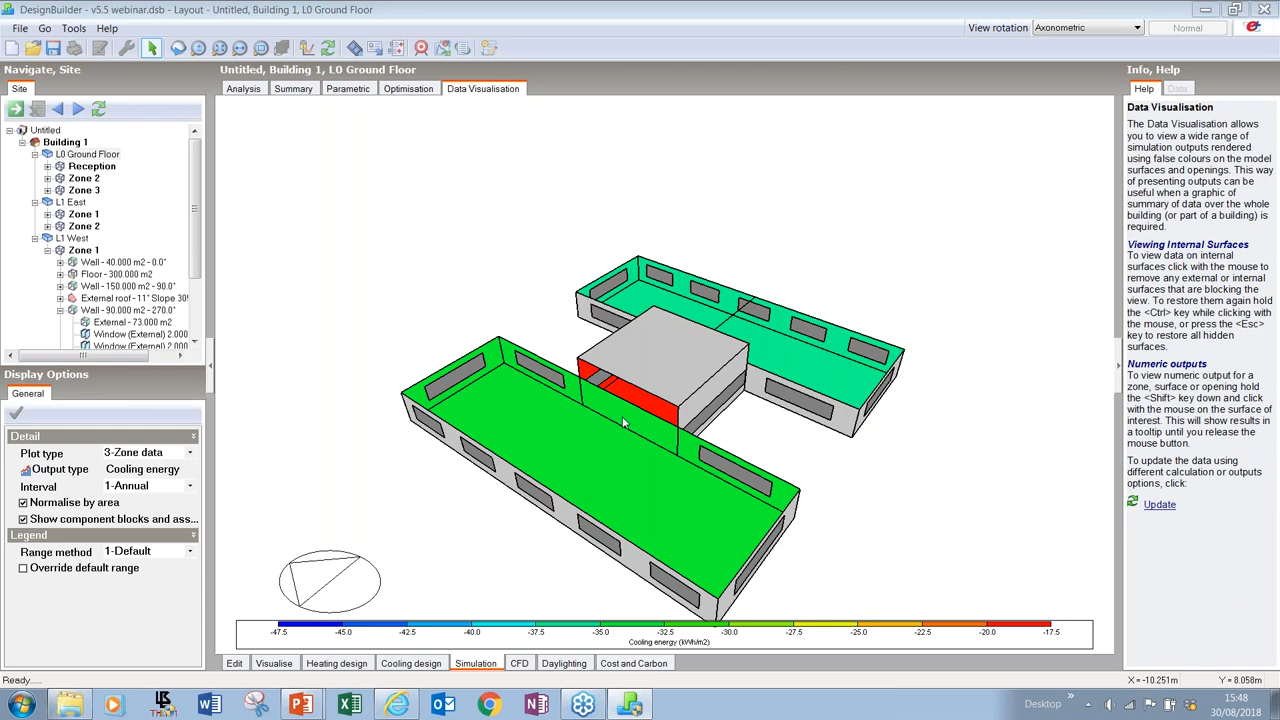 DesignBuilder - v5.5 webinar.dsb - Layout - Untitled, Building 1, L0 Ground Floor
File Go Tools Help
View rotation Axonometric Normal
Navigate, Site
Untitled, Building 1, L0 Ground Floor
Info, Help
Site
Analysis Summary Parametric Optimisation Data Visualisation
Help Data
Untitled
Building 1
L0 Ground Floor
Reception
Zone 2
Zone 3
L1 East
Zone 1
Zone 2
L1 West
Zone 1
Wall - 40.000 m2 - 0.0°
Floor - 300.000 m2
Wall - 150.000 m2 - 90.0°
External roof - 11° Slope 30°
Wall - 90.000 m2 - 270.0°
External - 73.000 m2
Window (External) 2.000
Window (External) 2.000
Display Options
General
Detail
Plot type 3-Zone data
Output type Cooling energy
Interval 1-Annual
Normalise by area
Show component blocks and ass...
Legend
Range method 1-Default
Override default range
Data Visualisation
The Data Visualisation allows
you to view a wide range of
simulation outputs rendered
using false colours on the model
surfaces and openings. This way
of presenting outputs can be
useful when a graphic of
summary of data over the whole
building (or part of a building) is
required.
Viewing Internal Surfaces
To view data on internal
surfaces click with the mouse to
remove any external or internal
surfaces that are blocking the
view. To restore them again hold
the <Ctrl> key while clicking with
the mouse, or press the <Esc>
key to restore all hidden
surfaces.
Numeric outputs
To view numeric output for a
zone, surface or opening hold
the <Shift> key down and click
with the mouse on the surface of
interest. This will show results in
a tooltip until you release the
mouse button.
To update the data using
different calculation or outputs
options, click:
Update
-47.5 -45.0 -42.5 -40.0 -37.5 -35.0 -32.5 -30.0 -27.5 -25.0 -22.5 -20.0 -17.5
Cooling energy (kWh/m2)
Edit Visualise Heating design Cooling design Simulation CFD Daylighting Cost and Carbon
Ready....
X = -10.251m Y = 8.058m
Desktop
15:48
30/08/2018